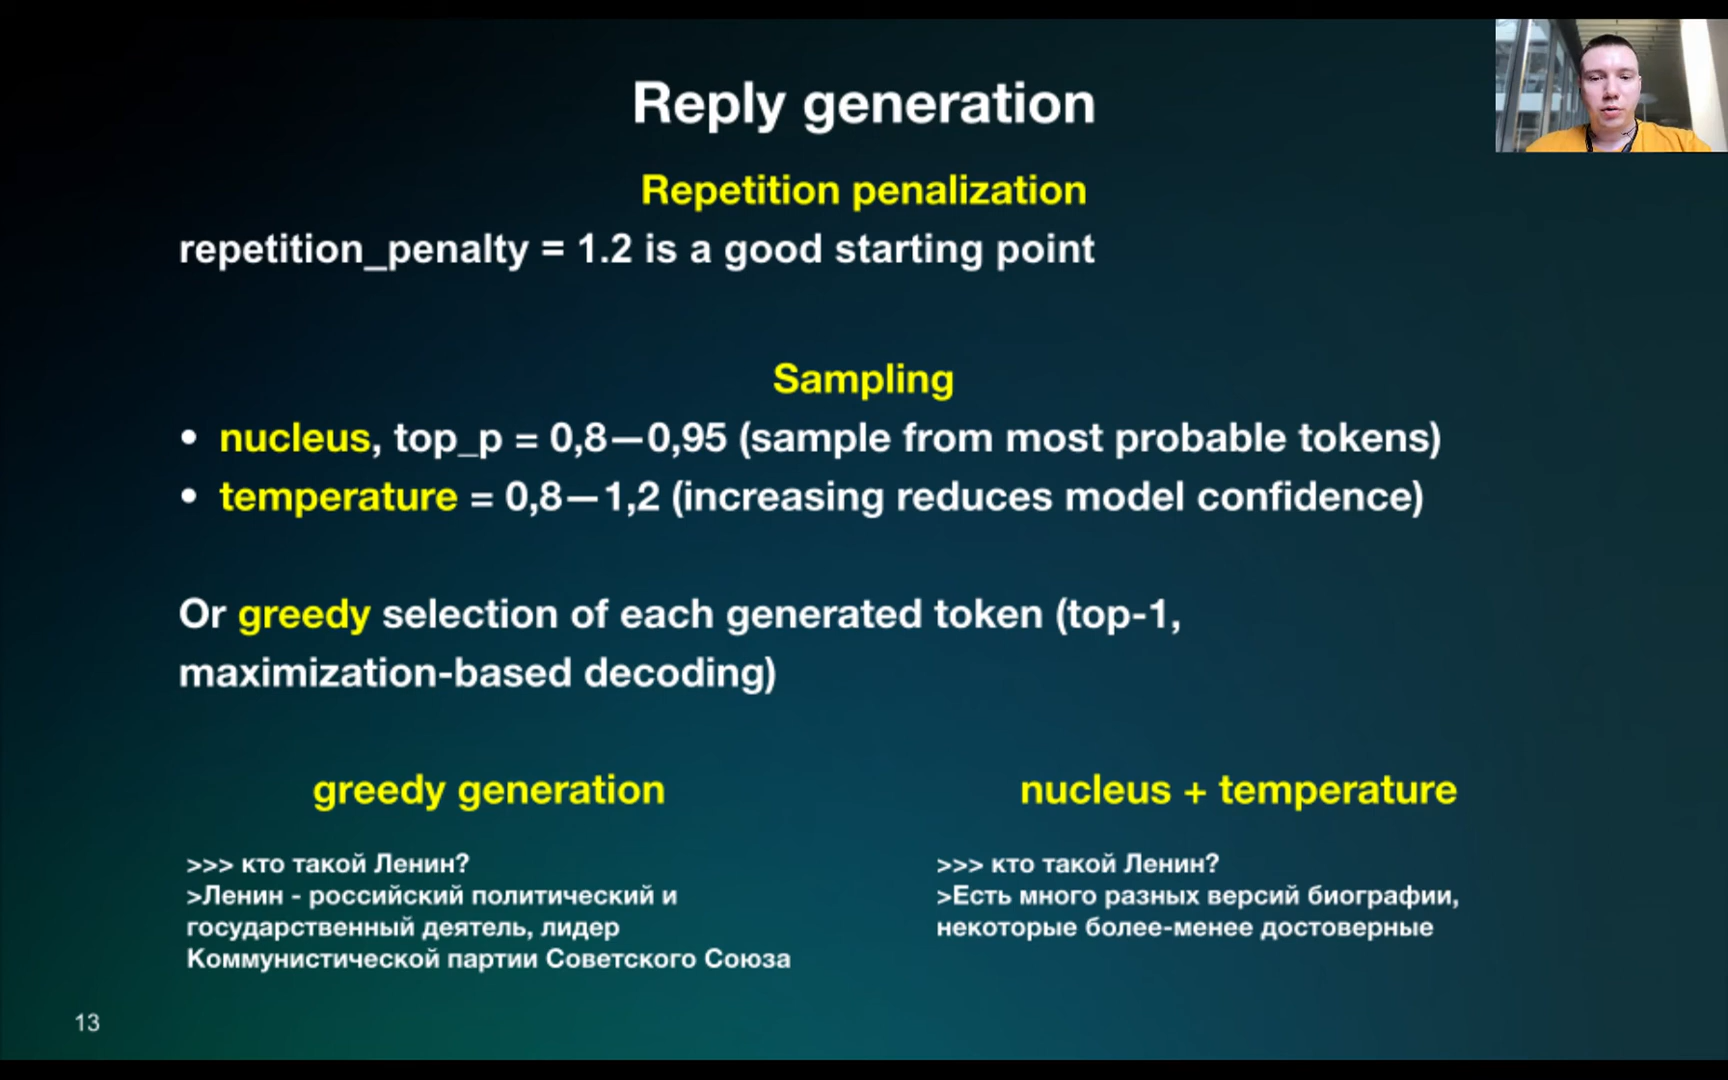 Reply generation
Repetition penalization
repetition_penalty = 1.2 is a good starting point
Sampling
• nucleus, top_p = 0,8—0,95 (sample from most probable tokens)
• temperature = 0,8—1,2 (increasing reduces model confidence)
Or greedy selection of each generated token (top-1,
maximization-based decoding)
greedy generation
>>> кто такой Ленин?
>Ленин - российский политический и
государственный деятель, лидер
Коммунистической партии Советского Союза
nucleus + temperature
>>> кто такой Ленин?
>Есть много разных версий биографии,
некоторые более-менее достоверные
13